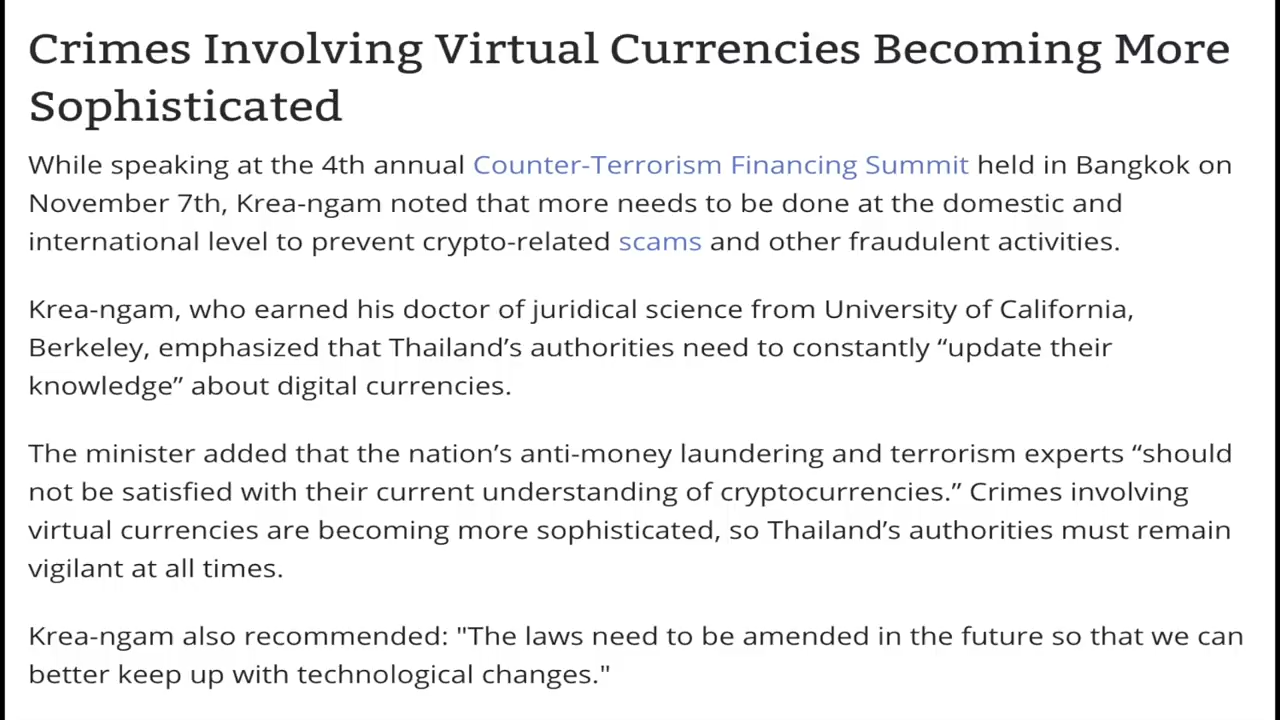 Crimes Involving Virtual Currencies Becoming More
Sophisticated
While speaking at the 4th annual Counter-Terrorism Financing Summit held in Bangkok on
November 7th, Krea-ngam noted that more needs to be done at the domestic and
international level to prevent crypto-related scams and other fraudulent activities.
Krea-ngam, who earned his doctor of juridical science from University of California,
Berkeley, emphasized that Thailand’s authorities need to constantly “update their
knowledge” about digital currencies.
The minister added that the nation’s anti-money laundering and terrorism experts “should
not be satisfied with their current understanding of cryptocurrencies.” Crimes involving
virtual currencies are becoming more sophisticated, so Thailand’s authorities must remain
vigilant at all times.
Krea-ngam also recommended: "The laws need to be amended in the future so that we can
better keep up with technological changes."